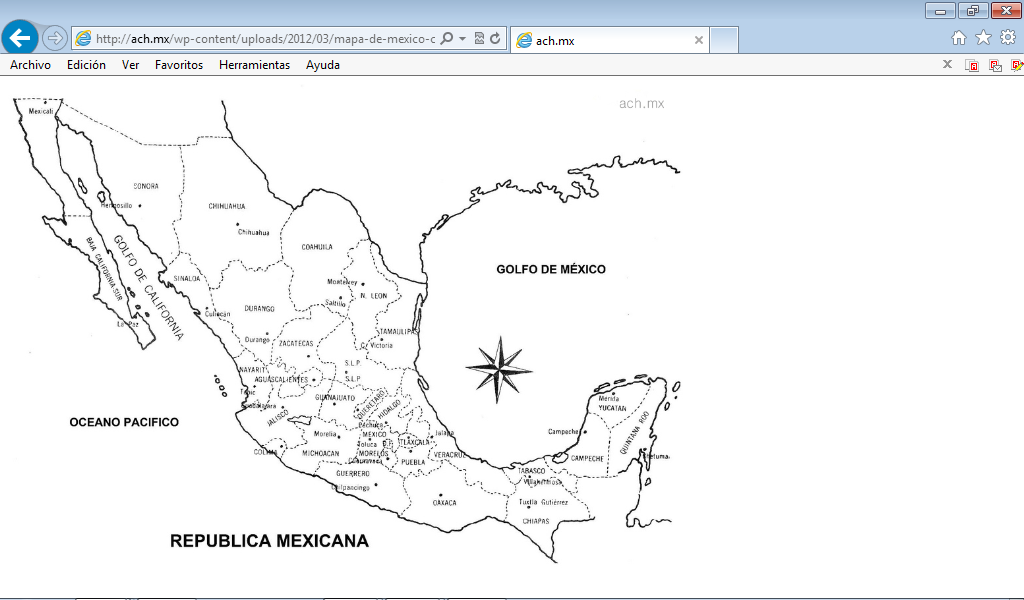 http://ach.mx/wp-content/uploads/2012/03/mapa-de-mexico-c
ach.mx
Archivo Edición Ver Favoritos Herramientas Ayuda
ach.mx
Mexicali
SONORA
Hermosillo
CHIHUAHUA
Chihuahua
COAHUILA
BAJA CALIFORNIA SUR
GOLFO DE CALIFORNIA
GOLFO DE MÉXICO
SINALOA
Monterrey
N. LEON
Saltillo
DURANGO
Culiacán
La Paz
TAMAULIPAS
Durango
ZACATECAS
C. Victoria
S.L.P.
NAYARIT
AGUASCALIENTES
S.L.P.
Tepic
GUANAJUATO
QUERETARO
HIDALGO
Guadalajara
JALISCO
Mérida
YUCATAN
QUINTANA ROO
OCEANO PACIFICO
Pachuca
Morelia
MEXICO
Jalapa
Campeche
Toluca
D.F.
TLAXCALA
COLIMA
MICHOACAN
MORELOS
Cuernavaca
PUEBLA
VERACRUZ
CAMPECHE
Chetumal
GUERRERO
TABASCO
Villahermosa
Chilpancingo
OAXACA
Tuxtla Gutiérrez
CHIAPAS
REPUBLICA MEXICANA